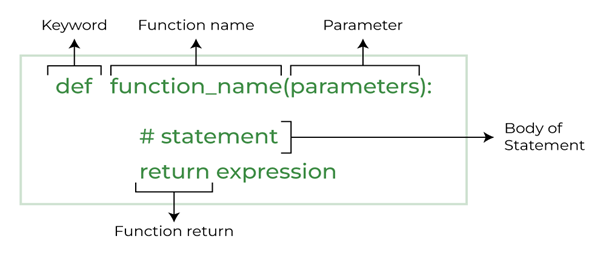 Keyword
Function name
Parameter
def function_name(parameters):
# statement
Body of
Statement
return expression
Function return